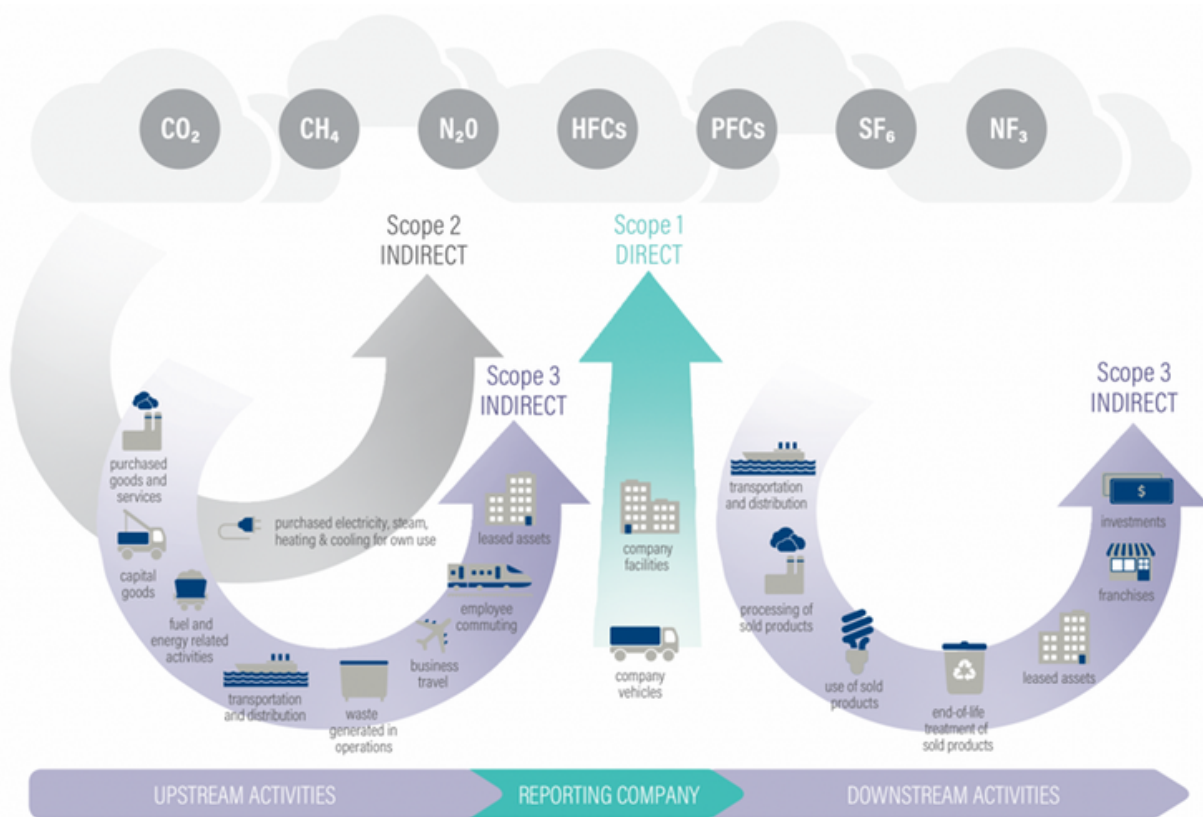 CO₂
CH₄
N₂0
HFCs
PFCs
SF₆
NF₃
Scope 2
INDIRECT
Scope 1
DIRECT
Scope 3
INDIRECT
Scope 3
INDIRECT
purchased
goods and
services
capital
goods
fuel and
energy related
activities
transportation
and distribution
waste
generated in
operations
business
travel
employee
commuting
leased assets
purchased electricity, steam,
heating & cooling for own use
company
facilities
company
vehicles
transportation
and distribution
processing of
sold products
use of sold
products
end-of-life
treatment of
sold products
leased assets
franchises
$
investments
UPSTREAM ACTIVITIES
REPORTING COMPANY
DOWNSTREAM ACTIVITIES